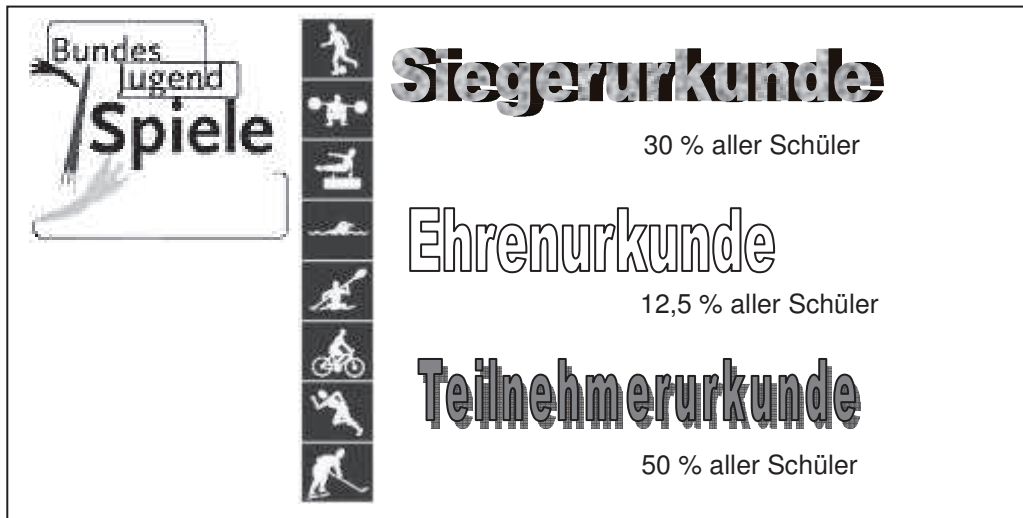 Bundes
Jugend
Spiele
Siegerurkunde
30 % aller Schüler
Ehrenurkunde
12,5 % aller Schüler
Teilnehmerurkunde
50 % aller Schüler